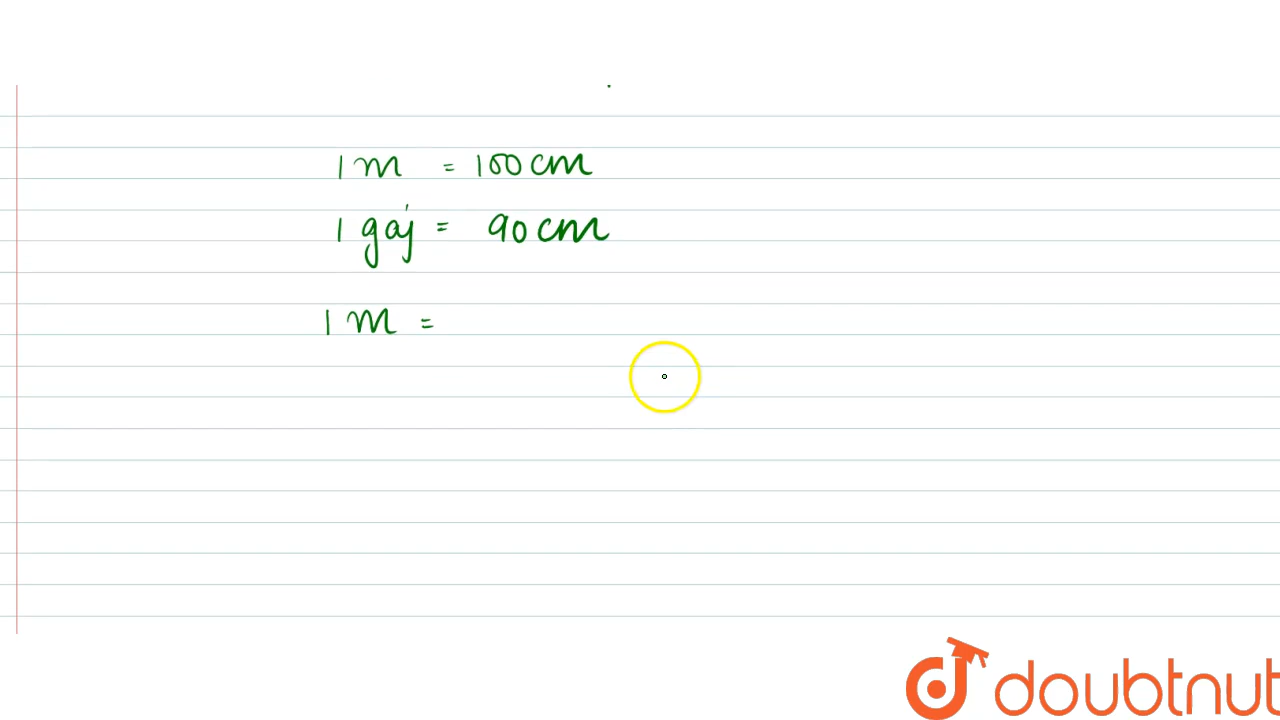 1 m = 100 cm
1 gaj = 90 cm
1 m =
doubtnut